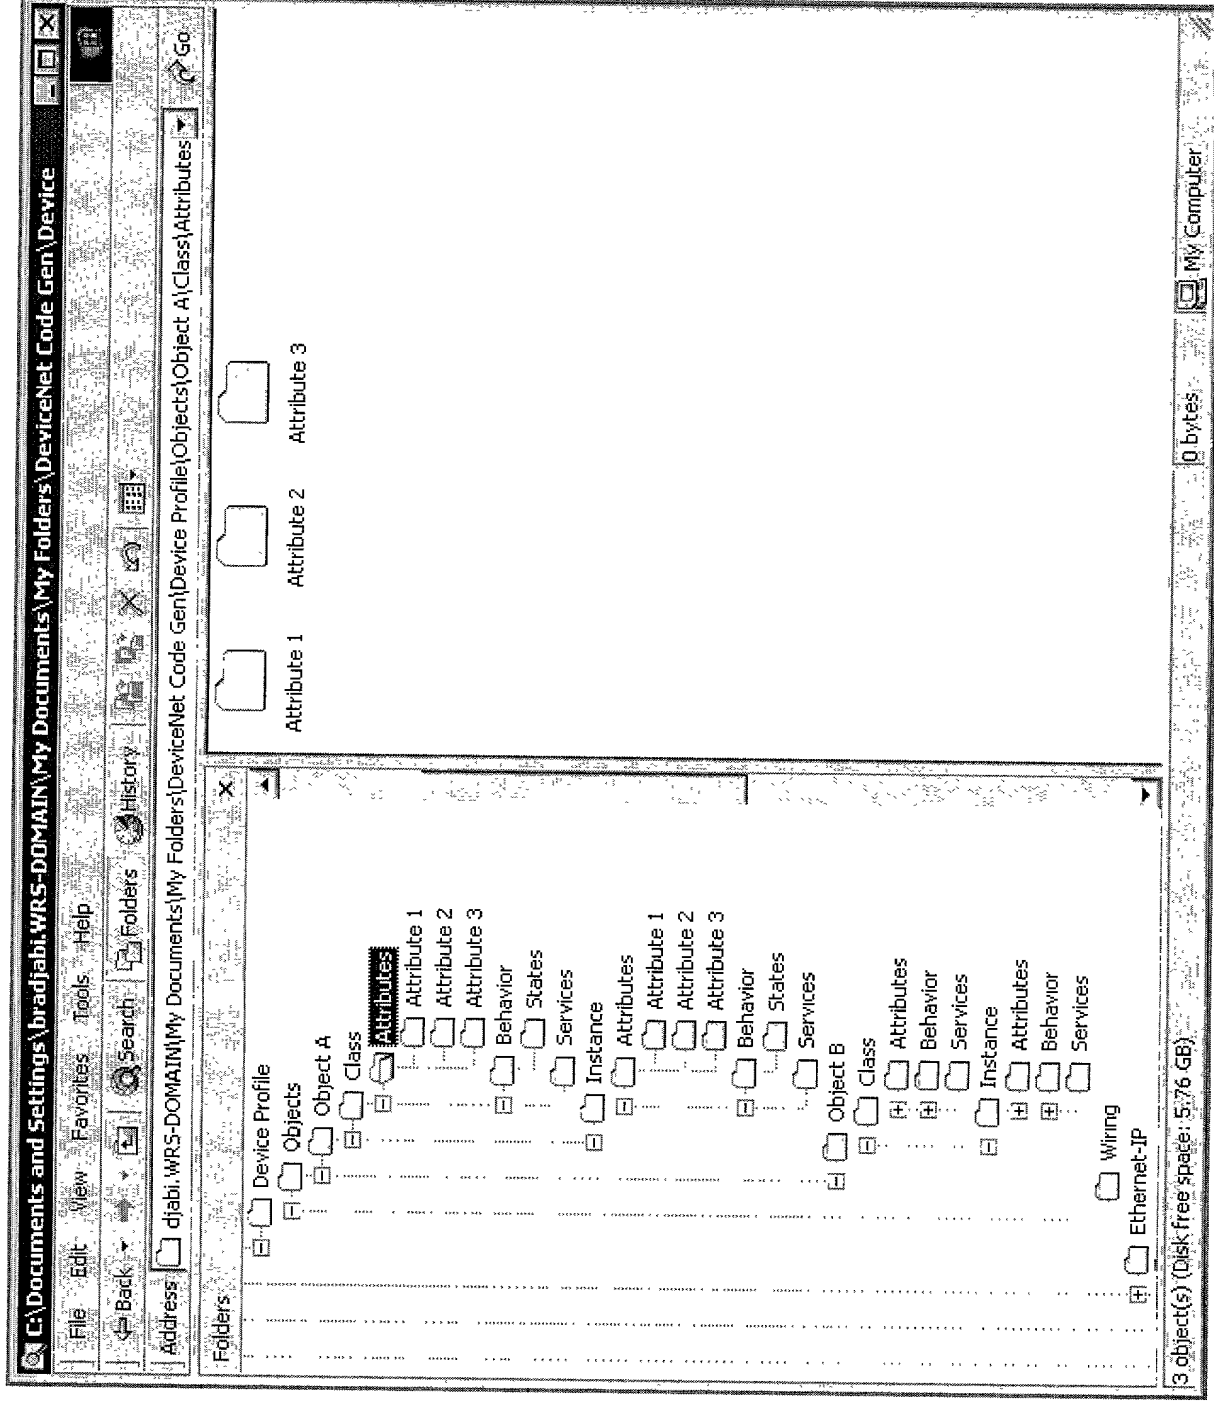 C:\Documents and Settings\bradjabi.WRS-DOMAIN\My Documents\My Folders\DeviceNet Code Gen\Device
File Edit View Favorites Tools Help
Back Search Folders History
Address djabi.WRS-DOMAIN\My Documents\My Folders\DeviceNet Code Gen\Device Profile\Objects\Object A\Class\Attributes Go
Folders
Device Profile
Objects
Object A
Class
Attributes
Attribute 1
Attribute 2
Attribute 3
Behavior
States
Services
Instance
Attributes
Attribute 1
Attribute 2
Attribute 3
Behavior
States
Services
Object B
Class
Attributes
Behavior
Services
Instance
Attributes
Behavior
Services
Wiring
Ethernet-IP
Attribute 1 Attribute 2 Attribute 3
3 object(s) (Disk free space: 5.76 GB) 0 bytes My Computer